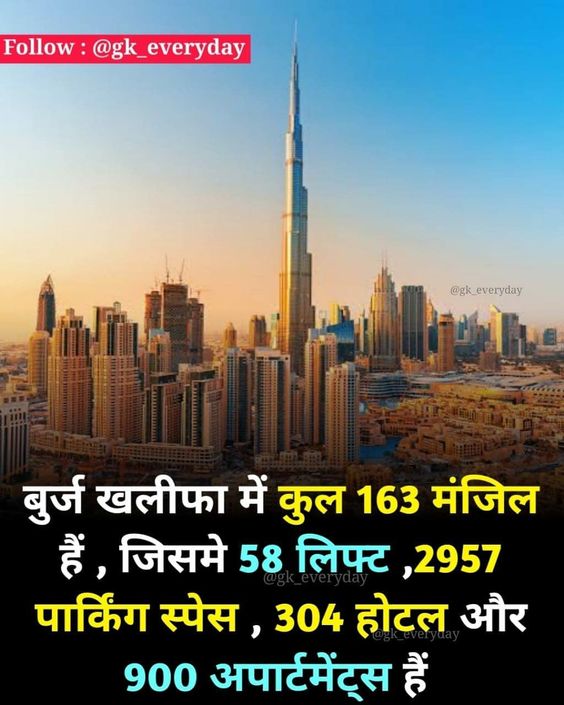 Follow : @gk_everyday
@gk_everyday
बुर्ज खलीफा में कुल 163 मंजिल
हैं , जिसमे 58 लिफ्ट ,2957
@gk_everyday
पार्किंग स्पेस , 304 होटल और
@gk_everyday
900 अपार्टमेंट्स हैं